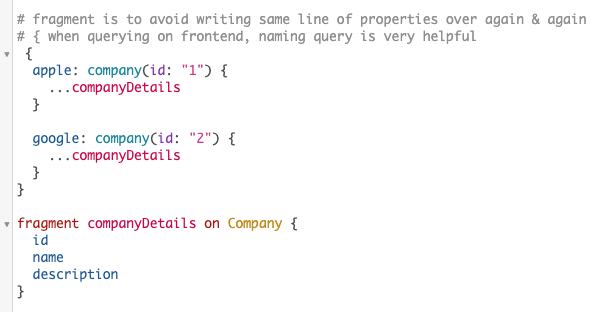 # fragment is to avoid writing same line of properties over again & again
# { when querying on frontend, naming query is very helpful
{
apple: company(id: "1") {
...companyDetails
}
google: company(id: "2") {
...companyDetails
}
}
fragment companyDetails on Company {
id
name
description
}